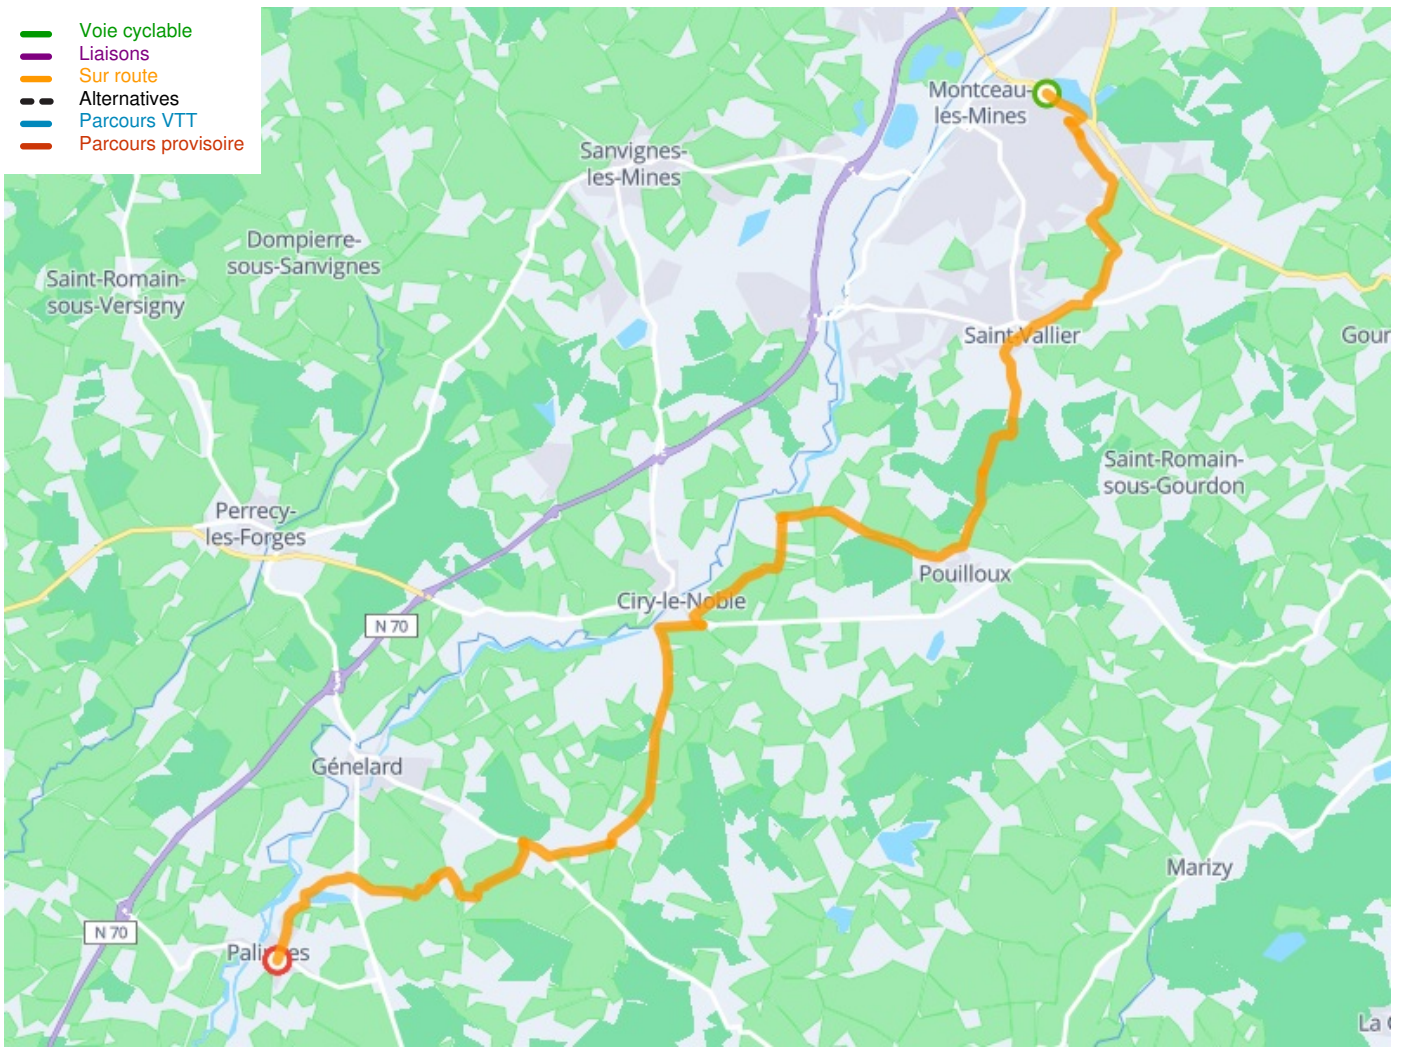 Voie cyclable
Liaisons
Sur route
Alternatives
Parcours VTT
Parcours provisoire
Montceau-
les-Mines
Sanvignes-
les-Mines
Dompierre-
sous-Sanvignes
Saint-Romain-
sous-Versigny
Saint-Vallier
Gour
Saint-Romain-
sous-Gourdon
Perrecy-
les-Forges
Pouilloux
Ciry-le-Noble
N 70
Génelard
Marizy
N 70
Palinges
La